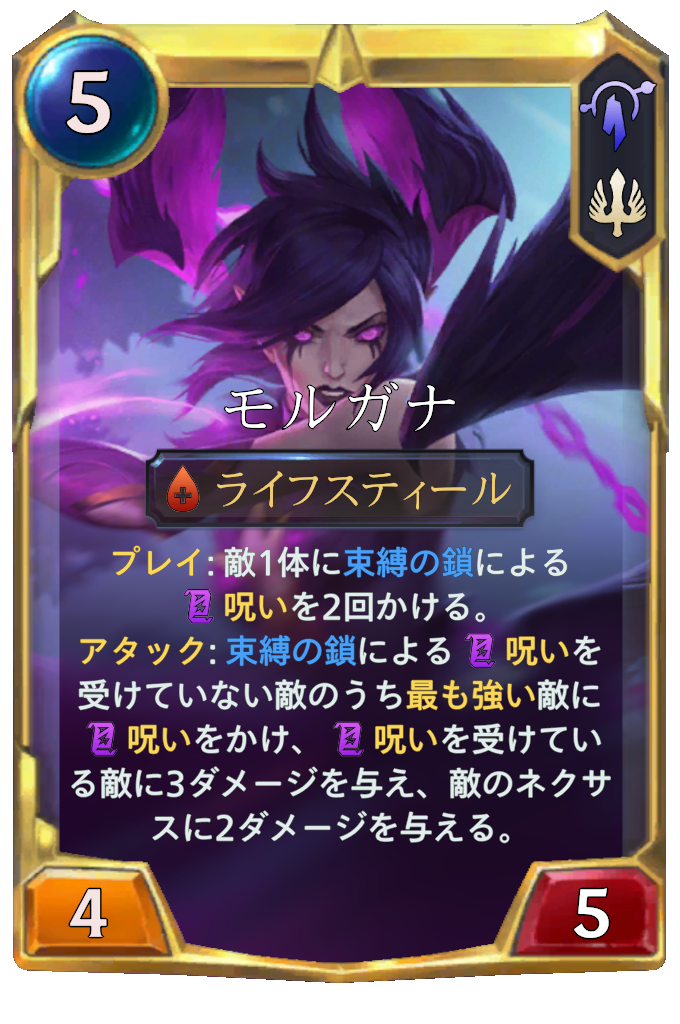 5
モルガナ
ライフスティール
プレイ: 敵1体に束縛の鎖による
呪いを2回かける。
アタック: 束縛の鎖による 呪いを
受けていない敵のうち最も強い敵に
呪いをかけ、 呪いを受けてい
る敵に3ダメージを与え、敵のネクサ
スに2ダメージを与える。
4
5